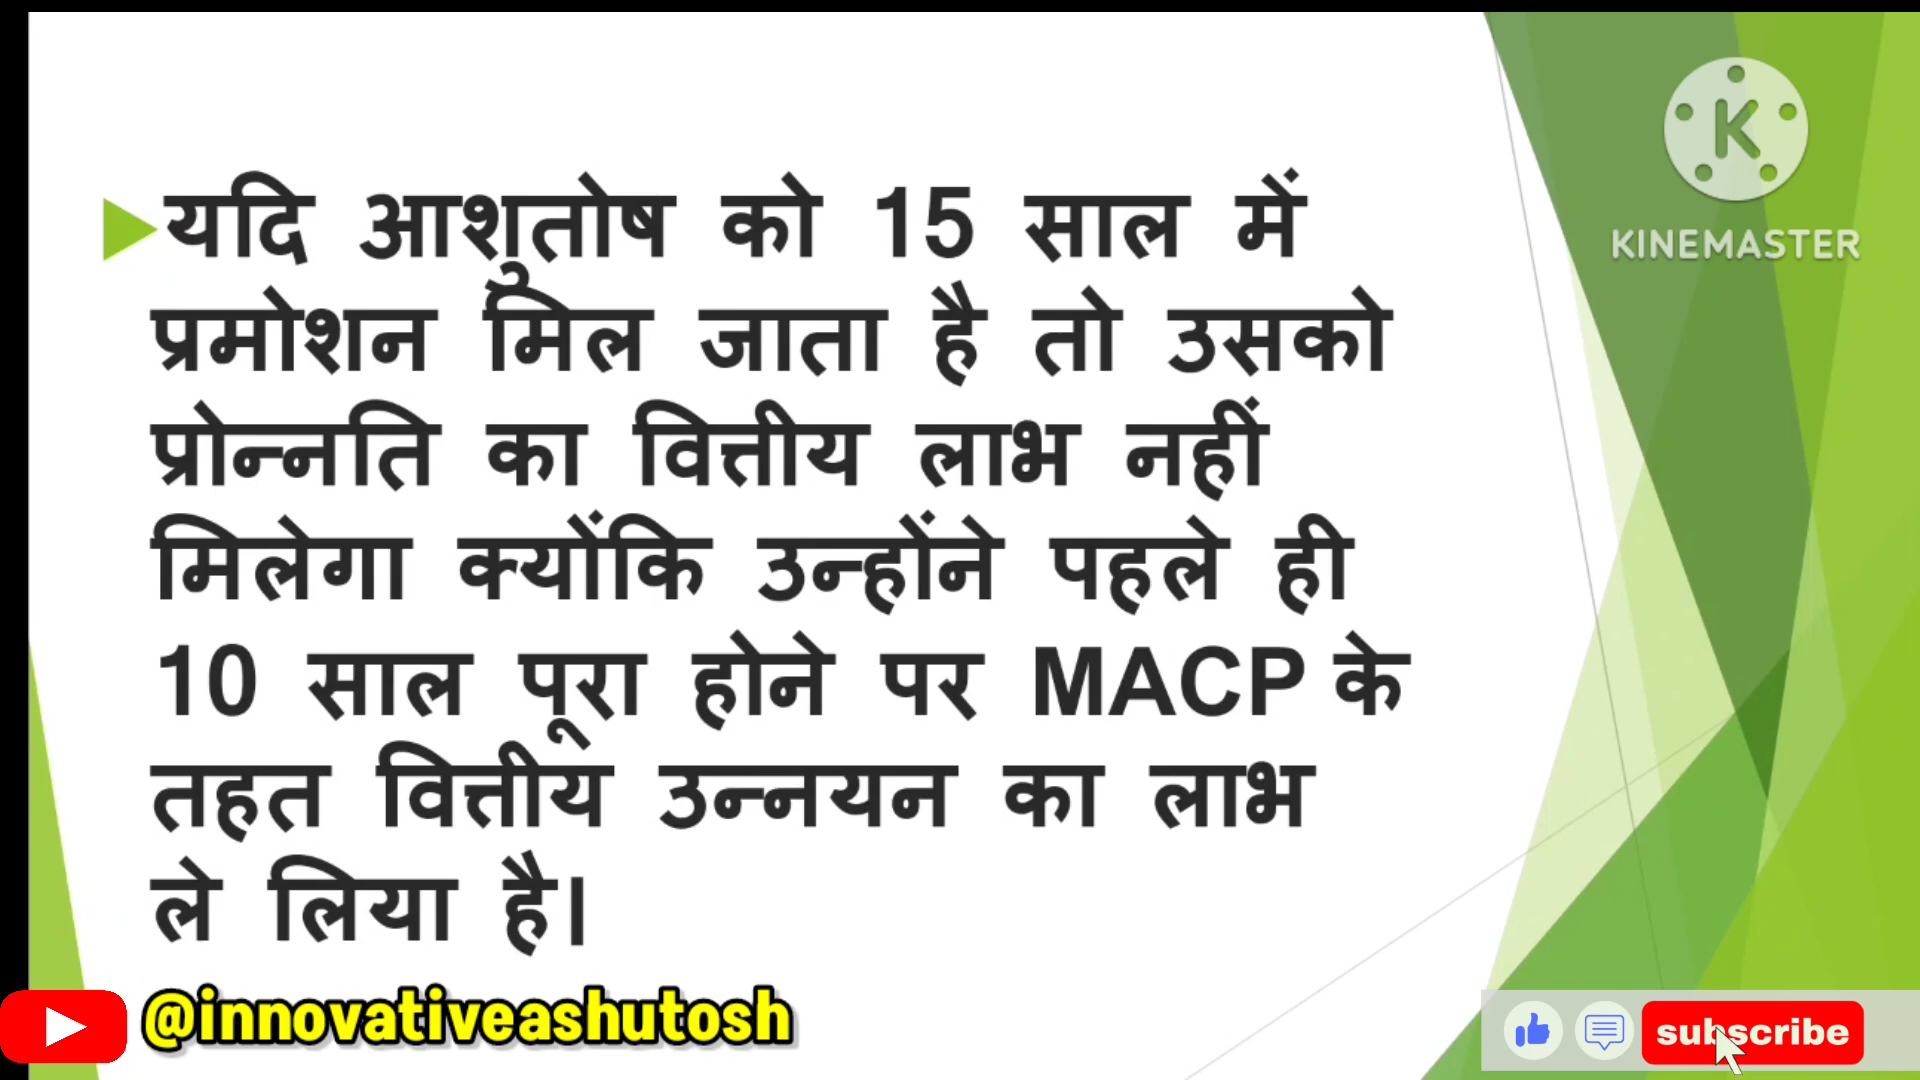 यदि आशुतोष को 15 साल में
प्रमोशन मिल जाता है तो उसको
प्रोन्नति का वित्तीय लाभ नहीं
मिलेगा क्योंकि उन्होंने पहले ही
10 साल पूरा होने पर MACP के
तहत वित्तीय उन्नयन का लाभ
ले लिया है।
K
KINEMASTER
@innovativeashutosh
subscribe